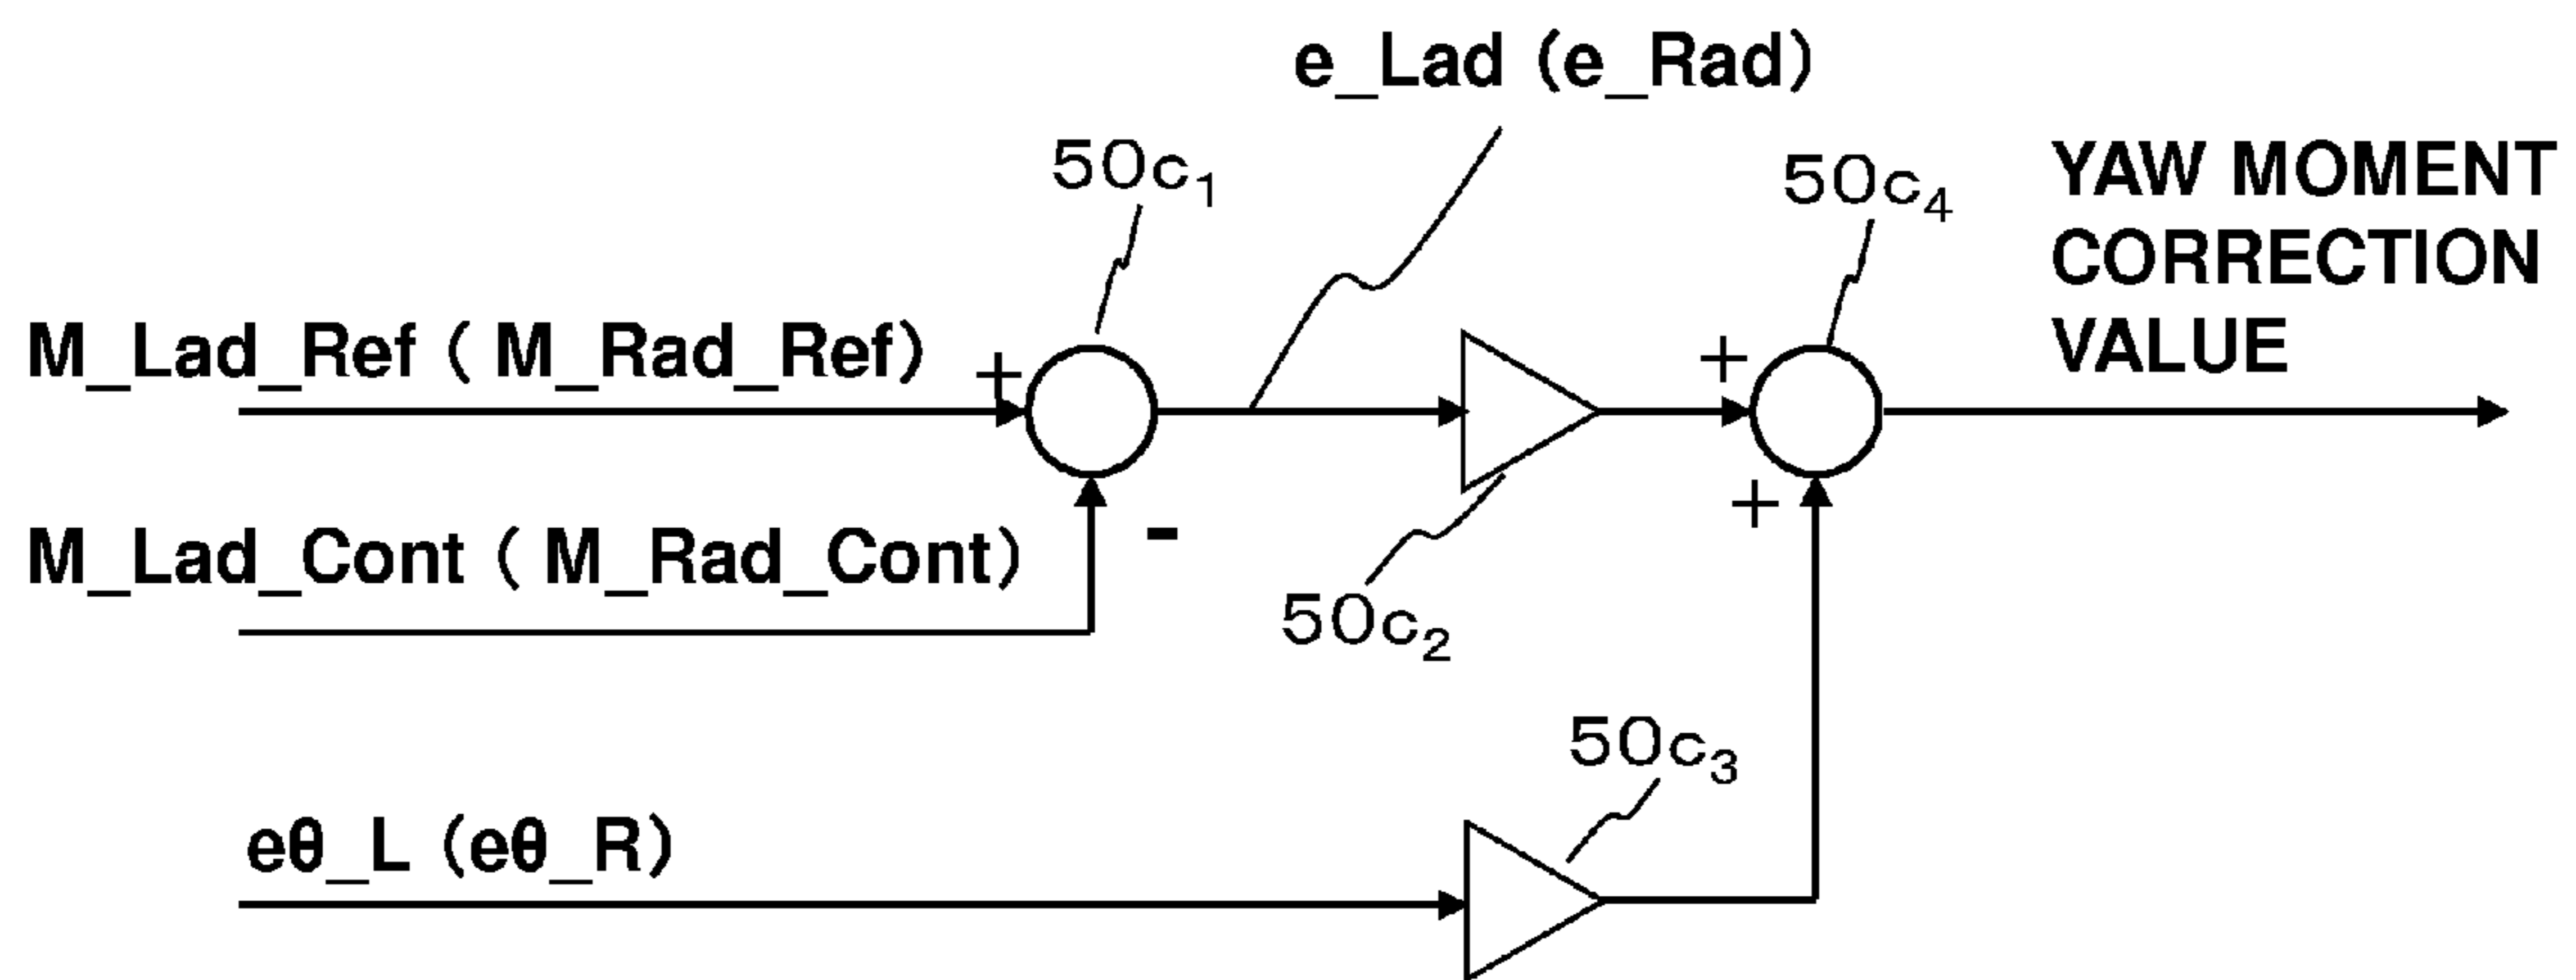 e_Lad (e_Rad)
50c₁
50c₄
YAW MOMENT
CORRECTION
VALUE
M_Lad_Ref ( M_Rad_Ref)
+
+
M_Lad_Cont ( M_Rad_Cont)
-
+
50c₂
50c₃
eθ_L (eθ_R)